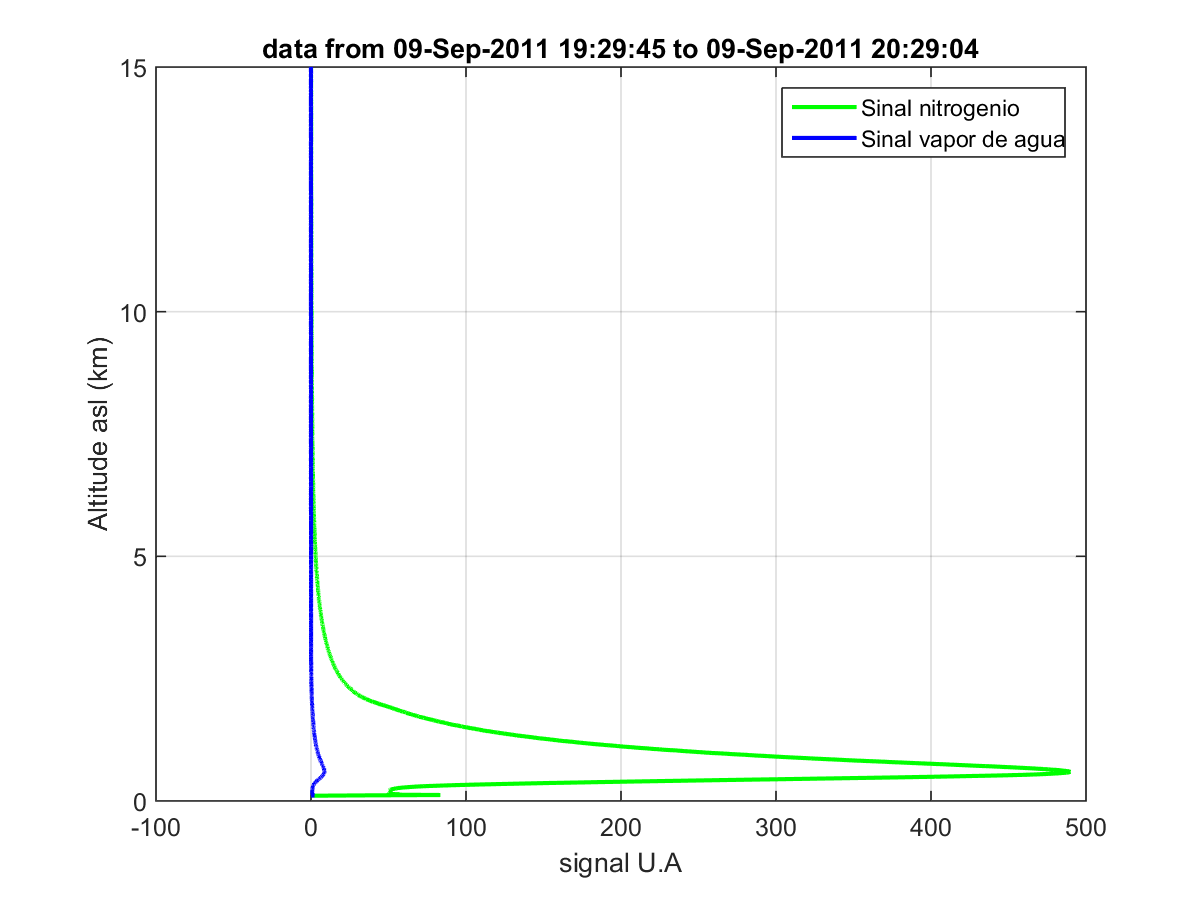 data from 09-Sep-2011 19:29:45 to 09-Sep-2011 20:29:04
Sinal nitrogenio
Sinal vapor de agua
15
10
5
0
Altitude asl (km)
-100 0 100 200 300 400 500
signal U.A